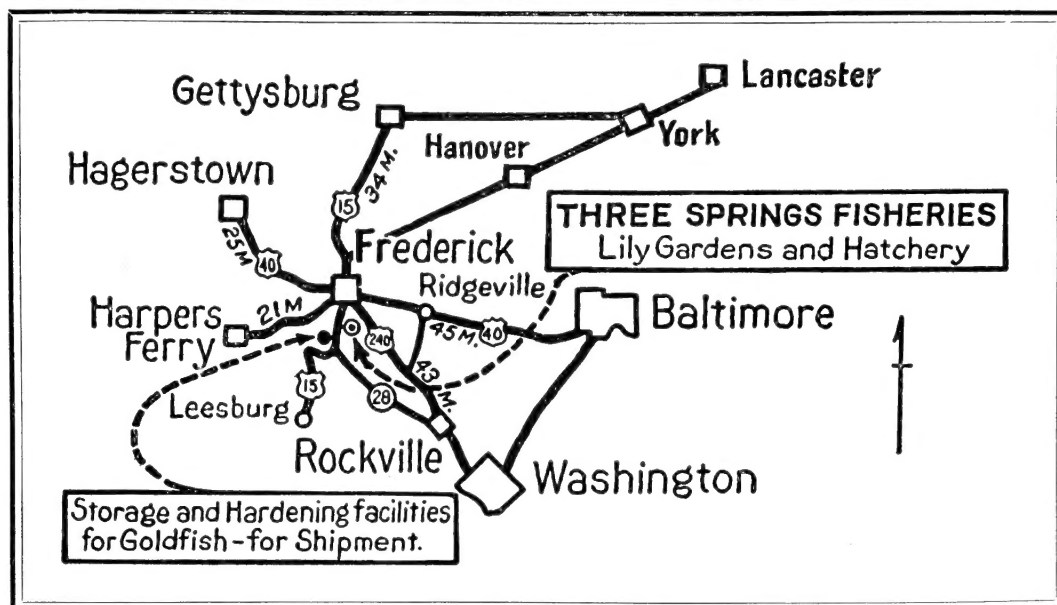 Lancaster
Gettysburg
York
Hanover
Hagerstown
15
34 M.
THREE SPRINGS FISHERIES
Lily Gardens and Hatchery
25M
40
Frederick
Ridgeville
21M
Harpers
Ferry
45M.
40
Baltimore
240
43
M.
15
28
Leesburg
Rockville
Washington
Storage and Hardening facilities
for Goldfish-for Shipment.